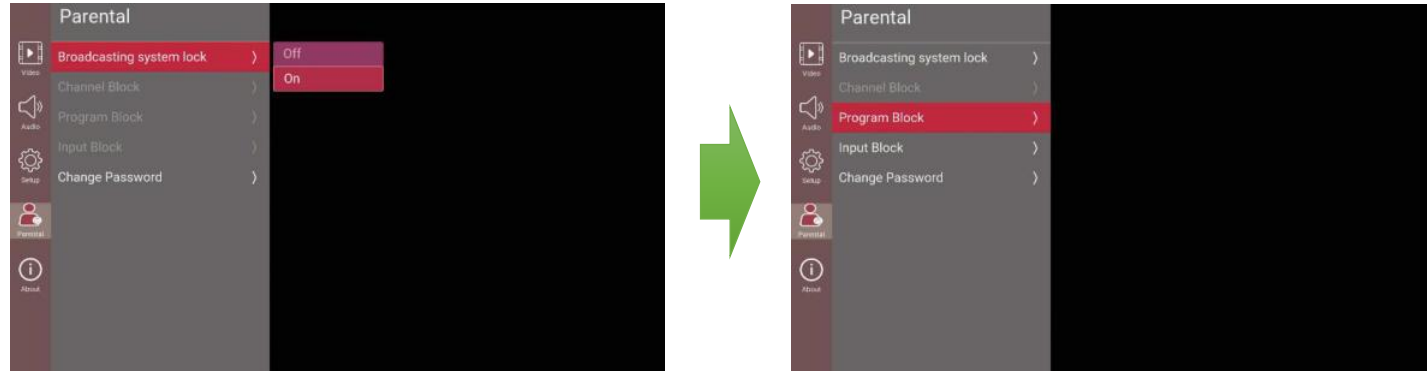 Parental
Video
Audio
Setup
Parental
About
Broadcasting system lock
Channel Block
Program Block
Input Block
Change Password
Off
On
Parental
Video
Audio
Setup
Parental
About
Broadcasting system lock
Channel Block
Program Block
Input Block
Change Password